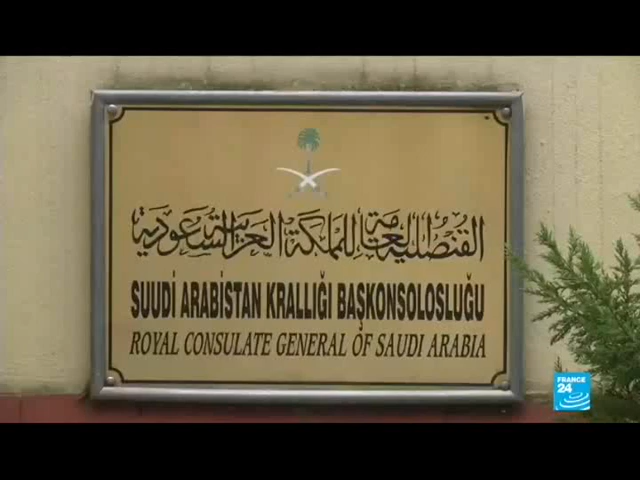 القنصلية العامة للمملكة العربية السعودية
SUUDİ ARABİSTAN KRALLIĞI BAŞKONSOLOSLUĞU
ROYAL CONSULATE GENERAL OF SAUDI ARABIA
FRANCE
24